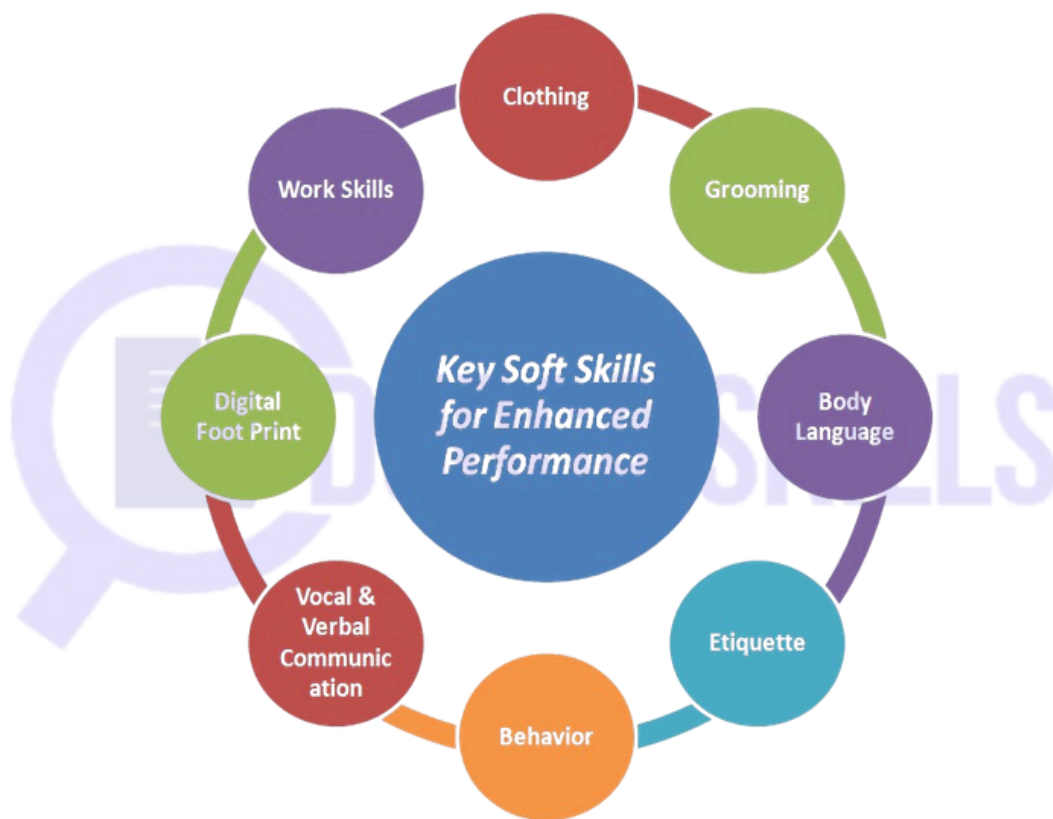 Clothing
Grooming
Body
Language
Etiquette
Behavior
Vocal &
Verbal
Communic
ation
Digital
Foot Print
Work Skills
Key Soft Skills
for Enhanced
Performance